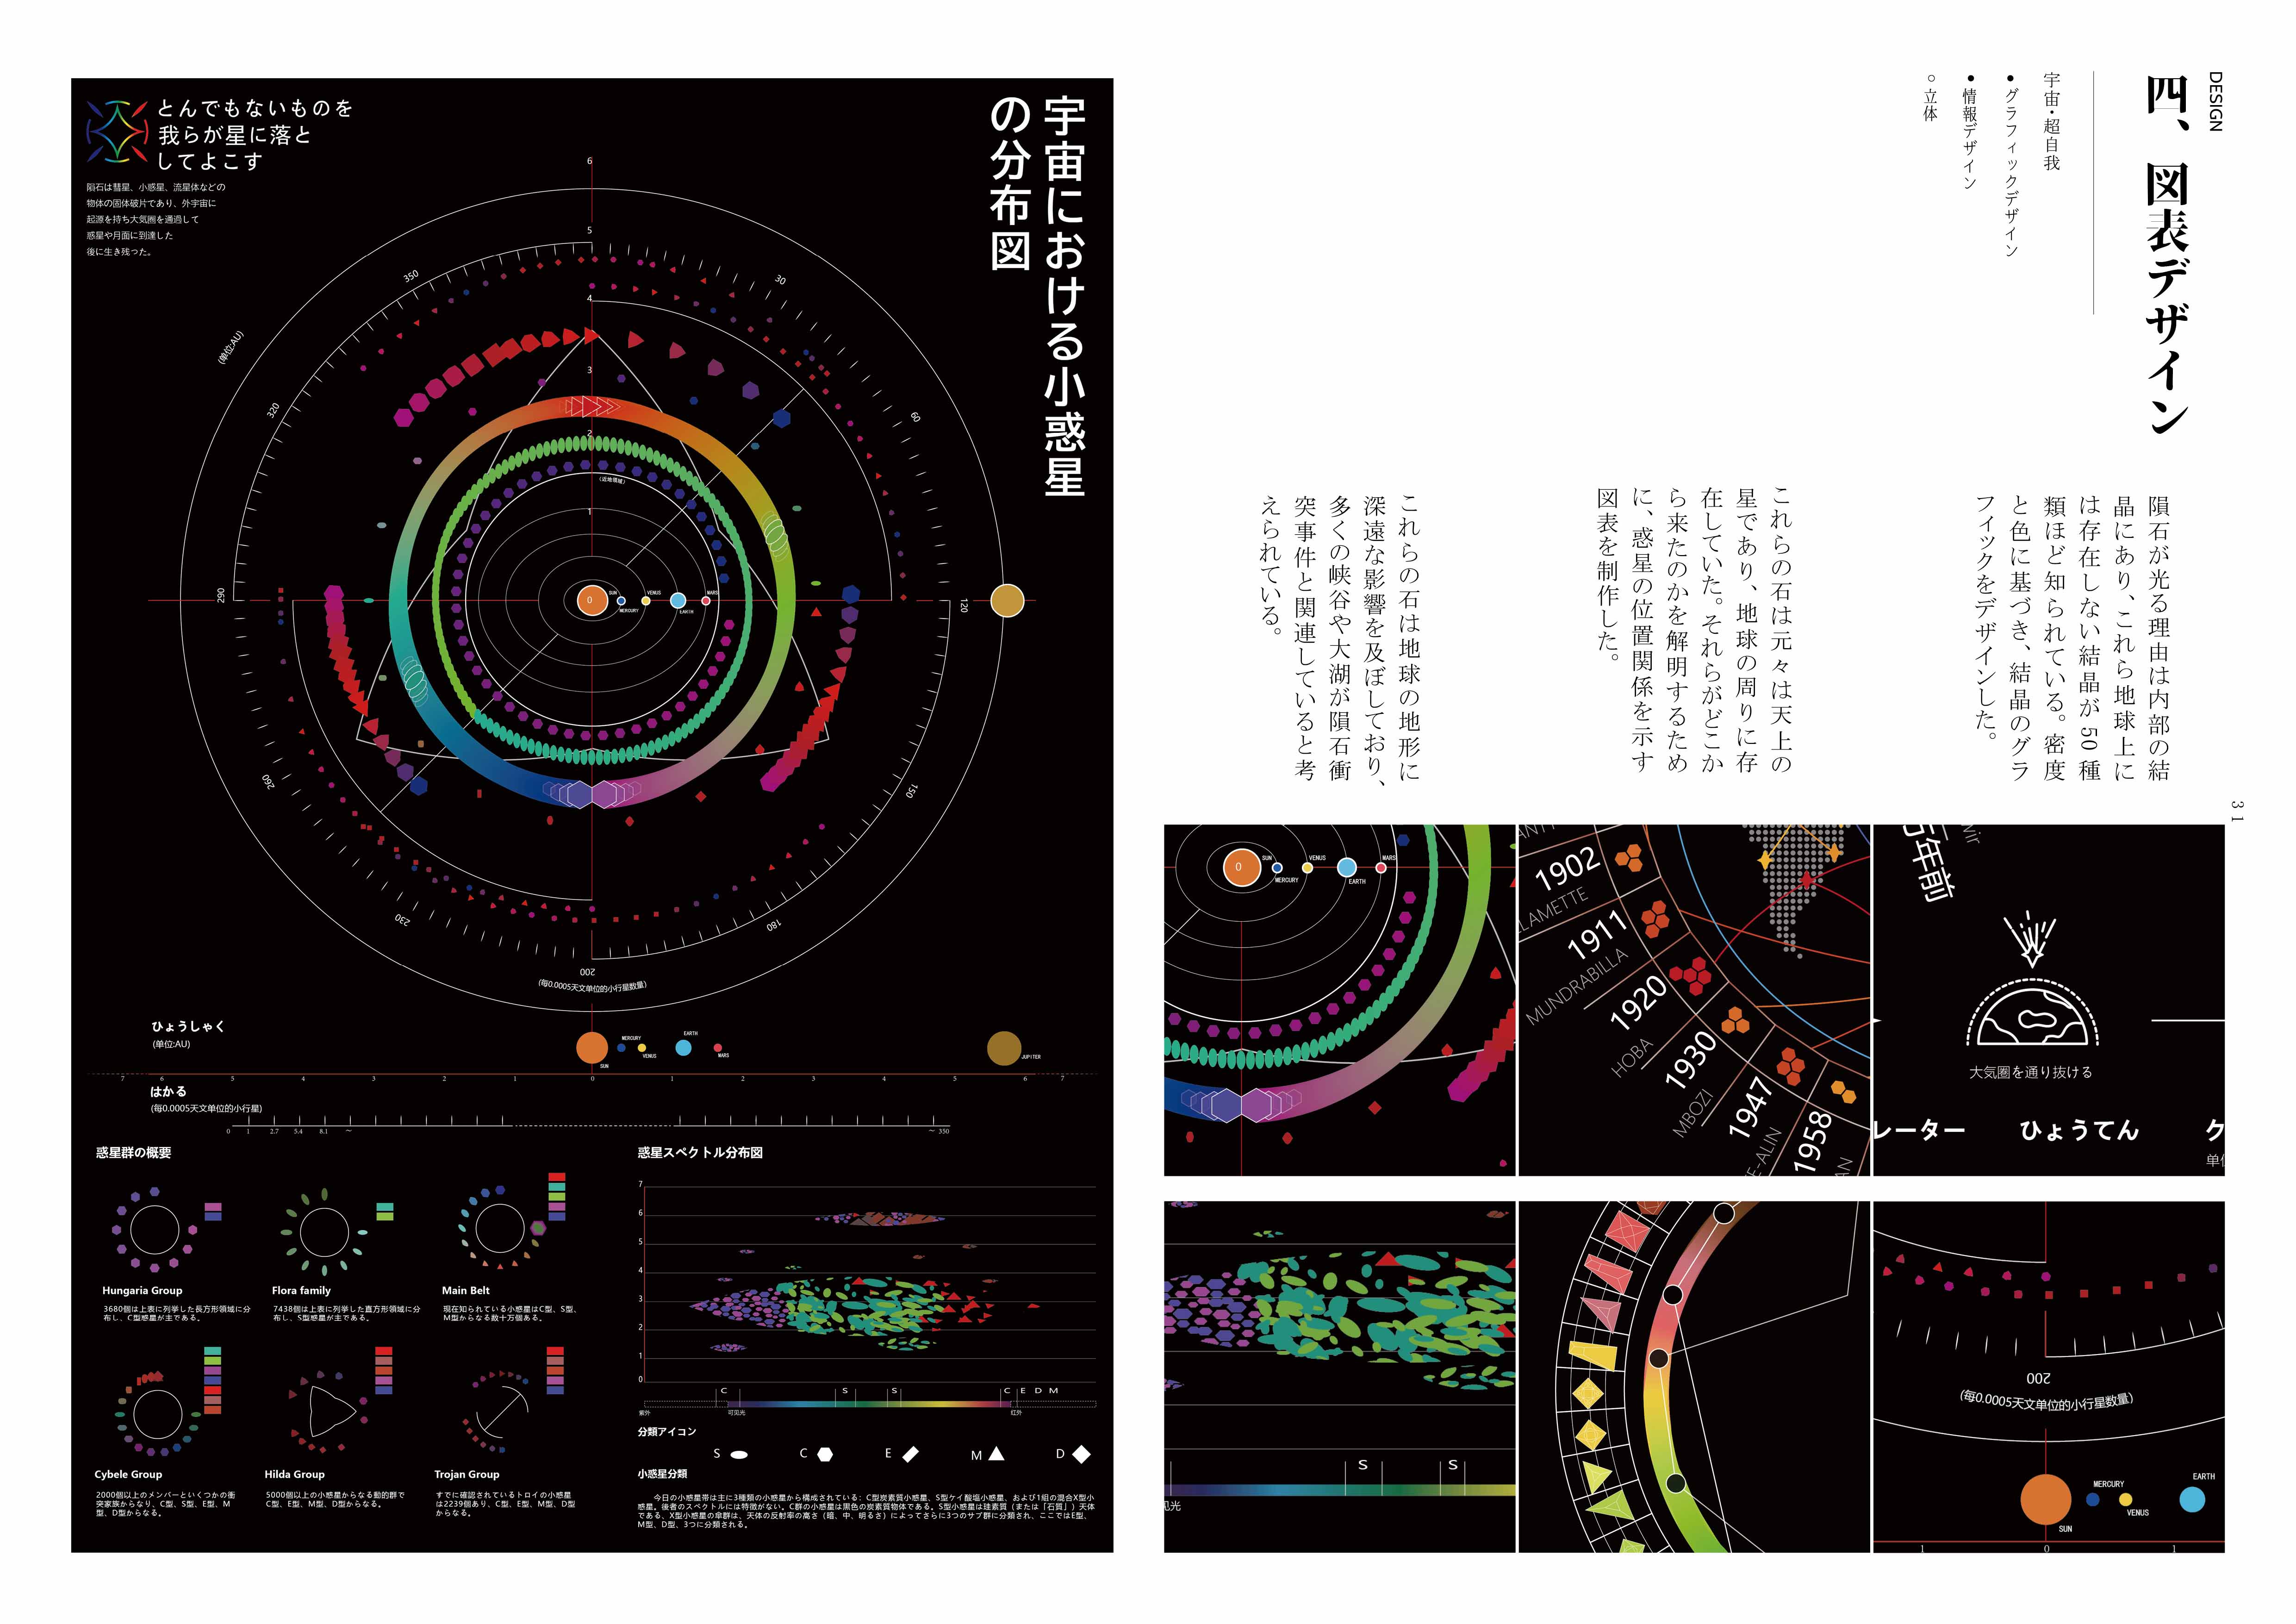 DESIGN
四、図表デザイン
宇宙・超自我
•グラフィックデザイン
•情報デザイン
○立体
隕石が光る理由は内部の結
晶にあり、これら地球上に
は存在しない結晶が50種
類ほど知られている。密度
と色に基づき、結晶のグラ
フィックをデザインした。
これらの石は元々は天上の
星であり、地球の周りに存
在していた。それらがどこか
ら来たのかを解明するため
に、惑星の位置関係を示す
図表を制作した。
これらの石は地球の地形に
深遠な影響を及ぼしており、
多くの峡谷や大湖が隕石衝
突事件と関連していると考
えられている。
31
宇宙における小惑星
の分布図
とんでもないものを
我らが星に落と
してよこす
隕石は彗星、小惑星、流星体などの
物体の固体破片であり、外宇宙に
起源を持ち大気圏を通過して
惑星や月面に到達した
後に生き残った。
6
5
4
3
2
(近地領域)
1
0
SUN
MERCURY
VENUS
EARTH
MARS
30
60
120
150
180
200
230
260
290
320
350
(单位:AU)
(每0.0005天文单位的小行星数量)
ひょうしゃく
(単位:AU)
SUN
MERCURY
VENUS
EARTH
MARS
JUPITER
7 6 5 4 3 2 1 0 1 2 3 4 5 6 7
はかる
(每0.0005天文单位的小行星)
0 1 2.7 5.4 8.1 ~ ~ 350
惑星群の概要
Hungaria Group
3680個は上表に列挙した長方形領域に分
布し、C型惑星が主である。
Flora family
7438個は上表に列挙した直方形領域に分
布し、S型惑星が主である。
Main Belt
現在知られている小惑星はC型、S型、
M型からなる数十万個ある。
Cybele Group
2000個以上のメンバーといくつかの衝
突家族からなり、C型、S型、E型、M
型、D型からなる。
Hilda Group
5000個以上の小惑星からなる動的群で
C型、E型、M型、D型からなる。
Trojan Group
すでに確認されているトロイの小惑星
は2239個あり、C型、E型、M型、D型
からなる。
惑星スペクトル分布図
7
6
5
4
3
2
1
0
C S S C E D M
紫外 可见光 红外
分類アイコン
S C E M D
小惑星分類
今日の小惑星帯は主に3種類の小惑星から構成されている：C型炭素質小惑星、S型ケイ酸塩小惑星、および1組の混合X型小
惑星。後者のスペクトルには特徴がない。C群の小惑星は黒色の炭素質物体である。S型小惑星は珪素質（または「石質」）天体
である、X型小惑星の傘群は、天体の反射率の高さ（暗、中、明るさ）によってさらに3つのサブ群に分類され、ここではE型、
M型、D型、3つに分類される。
0
SUN
MERCURY
VENUS
EARTH
MARS
1902
LAMETTE
1911
MUNDRABILLA
1920
HOBA
1930
MBOZI
1947
E-ALIN
1958
AN
年前
大気圏を通り抜ける
レーター
ひょうてん
ク
S
S
见光
200
(每0.0005天文单位的小行星数量)
SUN
MERCURY
VENUS
EARTH
1 0 1